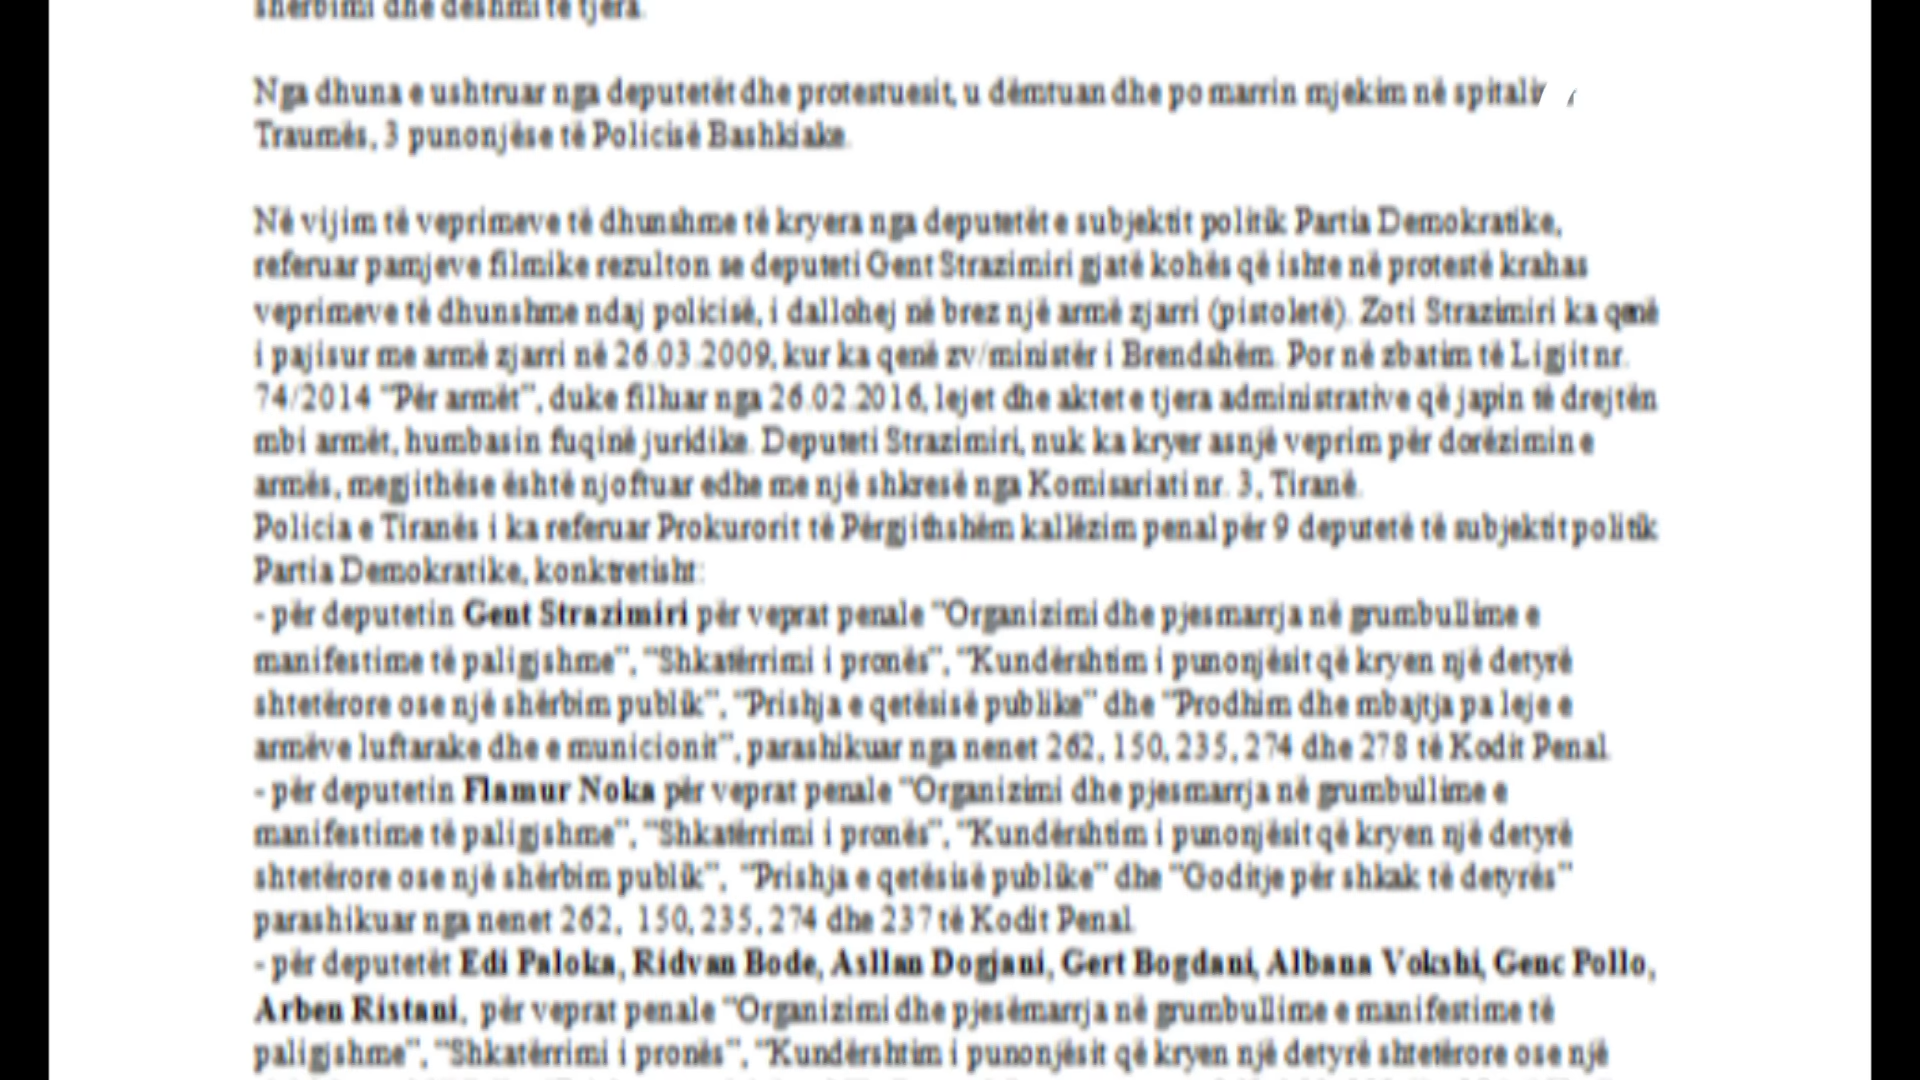 shërbimi dhe dëshmi të tjera.
Nga dhuna e ushtruar nga deputetët dhe protestuesit, u dëmtuan dhe po marrin mjekim në
Traumës, 3 punonjëse të Policisë Bashkiake.
Në vijim të veprimeve të dhunshme të kryera nga deputetët e subjektit politik Partia Demokratike,
referuar pamjeve filmike rezulton se deputeti Gent Strazimiri gjatë kohës që ishte në protestë krahas
veprimeve të dhunshme ndaj policisë, i dallohej në brez një armë zjarri (pistoletë). Zoti Strazimiri ka qenë
i pajisur me armë zjarri në 26.03.2009, kur ka qenë zv/ministër i Brendshëm. Por në zbatim të Ligjit nr.
74/2014 "Për armët", duke filluar nga 26.02.2016, lejet dhe aktet e tjera administrative që japin të drejtën
mbi armët, humbasin fuqinë juridike. Deputeti Strazimiri, nuk ka kryer asnjë veprim për dorëzimin e
armës, megjithëse është njoftuar edhe me një shkresë nga Komisariati nr. 3, Tiranë.
Policia e Tiranës i ka referuar Prokurorit të Përgjithshëm kallëzim penal për 9 deputetë të subjektit politik
Partia Demokratike, konktretisht:
- për deputetin Gent Strazimiri për veprat penale "Organizimi dhe pjesmarrja në grumbullime e
manifestime të paligjshme", "Shkatërrimi i pronës", "Kundërshtim i punonjësit që kryen një detyrë
shtetërore ose një shërbim publik", "Prishja e qetësisë publike" dhe "Prodhim dhe mbajtja pa leje e
armëve luftarake dhe e municionit", parashikuar nga nenet 262, 150, 235, 274 dhe 278 të Kodit Penal.
- për deputetin Flamur Noka për veprat penale "Organizimi dhe pjesmarrja në grumbullime e
manifestime të paligjshme", "Shkatërrimi i pronës", "Kundërshtim i punonjësit që kryen një detyrë
shtetërore ose një shërbim publik", "Prishja e qetësisë publike" dhe "Goditje për shkak të detyrës"
parashikuar nga nenet 262, 150, 235, 274 dhe 237 të Kodit Penal.
- për deputetët Edi Paloka, Ridvan Bode, Asllan Dogjani, Gert Bogdani, Albana Vokshi, Genc Pollo,
Arben Ristani, për veprat penale "Organizimi dhe pjesëmarrja në grumbullime e manifestime të
paligjshme", "Shkatërrimi i pronës", "Kundërshtim i punonjësit që kryen një detyrë shtetërore ose një